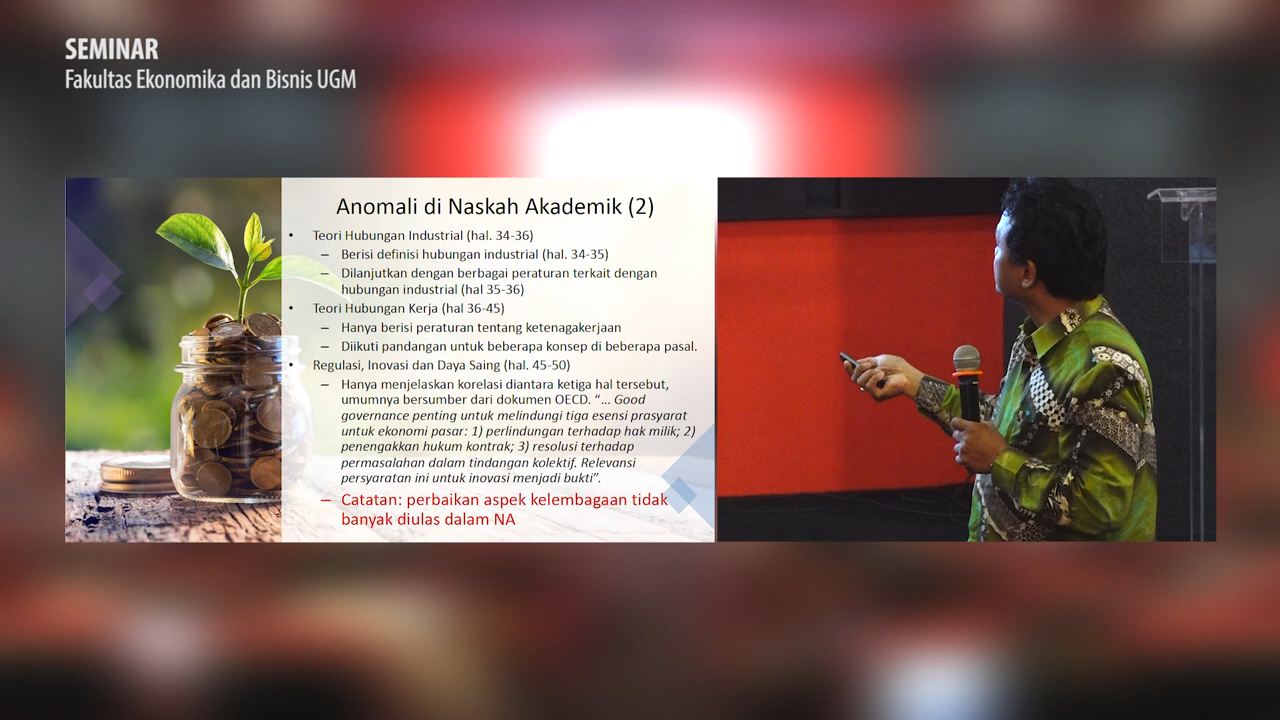 SEMINAR
Fakultas Ekonomika dan Bisnis UGM
Anomali di Naskah Akademik (2)
• Teori Hubungan Industrial (hal. 34-36)
– Berisi definisi hubungan industrial (hal. 34-35)
– Dilanjutkan dengan berbagai peraturan terkait dengan
hubungan industrial (hal 35-36)
• Teori Hubungan Kerja (hal 36-45)
– Hanya berisi peraturan tentang ketenagakerjaan
– Diikuti pandangan untuk beberapa konsep di beberapa pasal.
• Regulasi, Inovasi dan Daya Saing (hal. 45-50)
– Hanya menjelaskan korelasi diantara ketiga hal tersebut,
umumnya bersumber dari dokumen OECD. “… Good
governance penting untuk melindungi tiga esensi prasyarat
untuk ekonomi pasar: 1) perlindungan terhadap hak milik; 2)
penengakkan hukum kontrak; 3) resolusi terhadap
permasalahan dalam tindangan kolektif. Relevansi
persyaratan ini untuk inovasi menjadi bukti”.
– Catatan: perbaikan aspek kelembagaan tidak
banyak diulas dalam NA